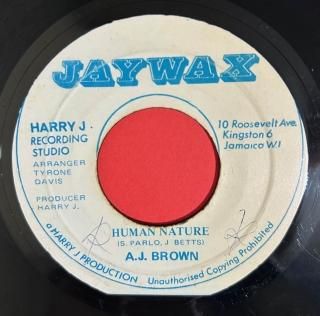 JAYWAX
HARRY J.
RECORDING
STUDIO
ARRANGER
TYRONE
DAVIS
PRODUCER
HARRY J.
10 Roosevelt Ave.
Kingston 6
Jamaica W.I
HUMAN NATURE
(S. PARLO, J BETTS)
A.J. BROWN
a HARRY J PRODUCTION
Unauthorised Copying Prohibited